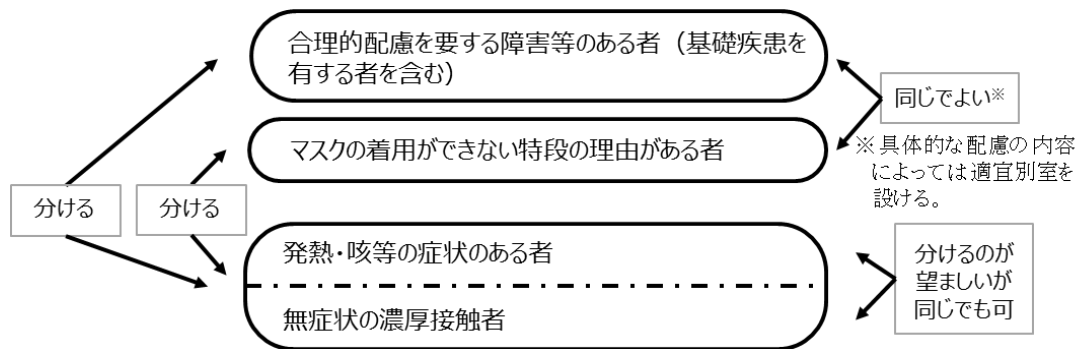 合理的配慮を要する障害等のある者（基礎疾患を
有する者を含む）
同じでよい※
マスクの着用ができない特段の理由がある者
※具体的な配慮の内容
によっては適宜別室を
設ける。
分ける
分ける
発熱・咳等の症状のある者
無症状の濃厚接触者
分けるのが
望ましいが
同じでも可